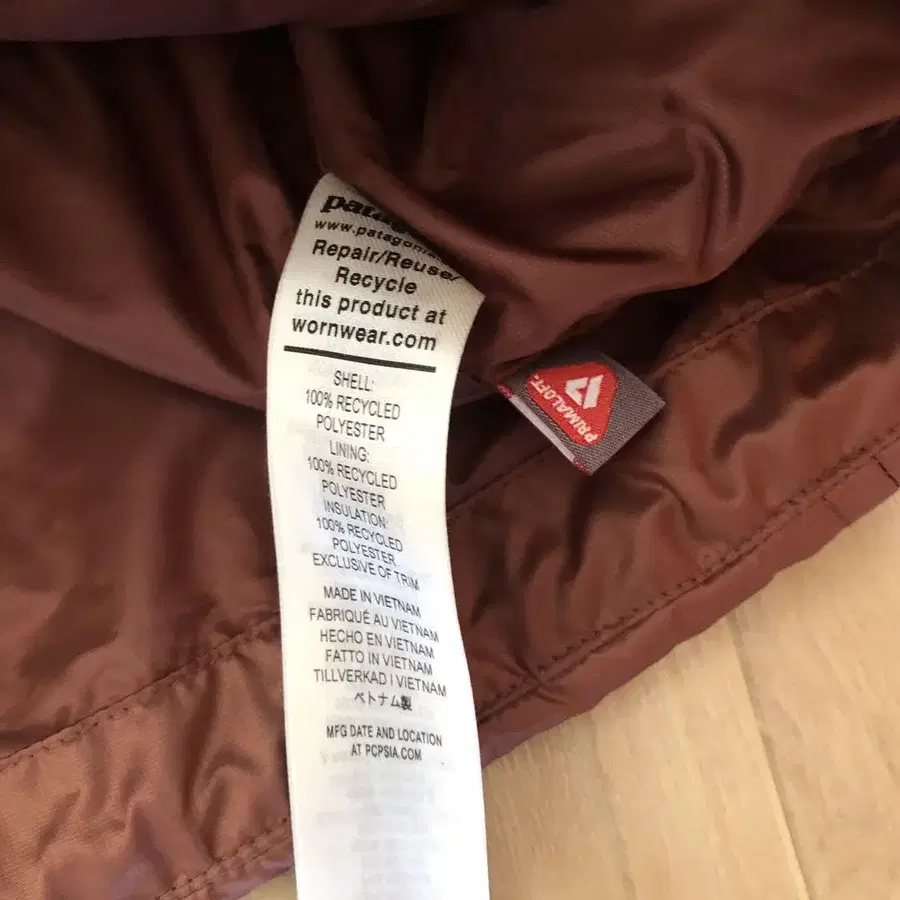 www.patagonia.
Repair/Reuse/
Recycle
this product at
wornwear.com
SHELL:
100% RECYCLED
POLYESTER
LINING:
100% RECYCLED
POLYESTER
INSULATION:
100% RECYCLED
POLYESTER
EXCLUSIVE OF TRIM
MADE IN VIETNAM
FABRIQUÉ AU VIETNAM
HECHO EN VIETNAM
FATTO IN VIETNAM
TILLVERKAD I VIETNAM
ベトナム製
MFG DATE AND LOCATION
AT PCPSIA.COM
PRIMALOFT